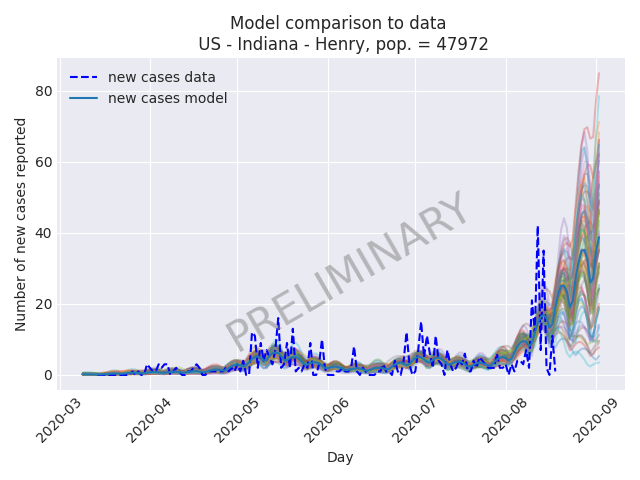 Model comparison to data
US - Indiana - Henry, pop. = 47972
new cases data
new cases model
Number of new cases reported
80
60
40
20
0
PRELIMINARY
2020-03
2020-04
2020-05
2020-06
2020-07
2020-08
2020-09
Day